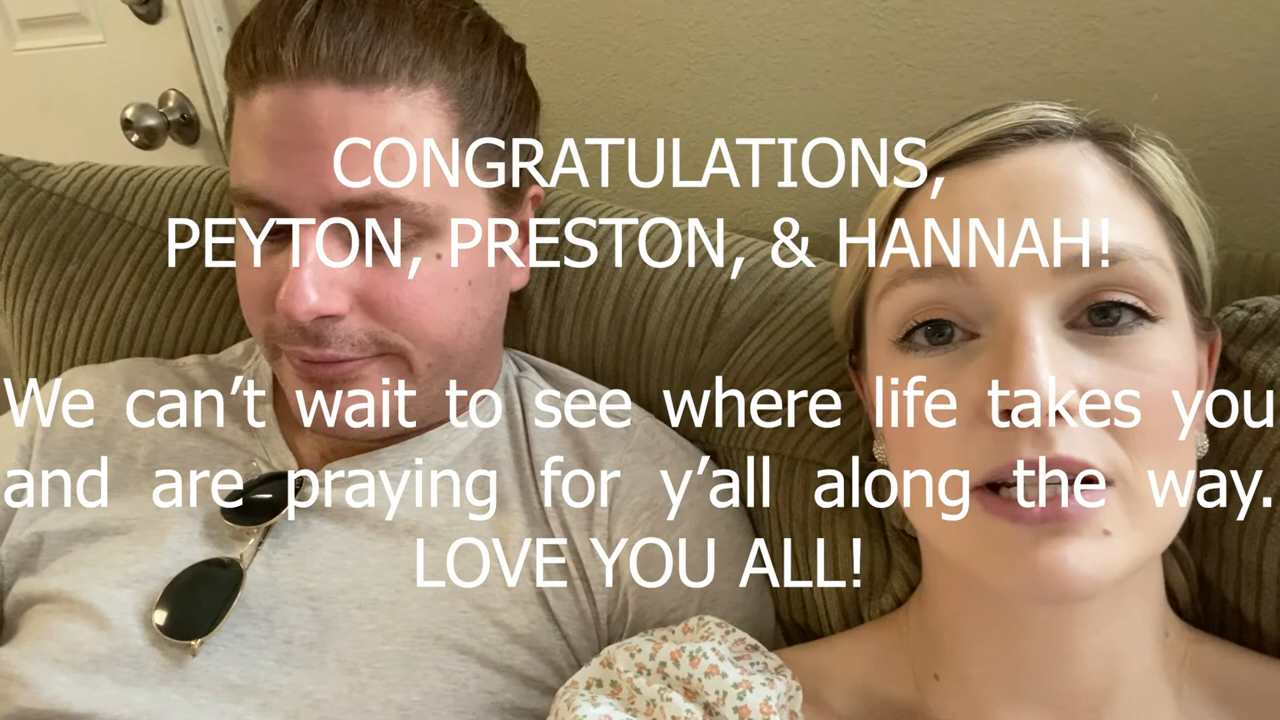 CONGRATULATIONS,
PEYTON, PRESTON, & HANNAH!
We can’t wait to see where life takes you
and are praying for y’all along the way.
LOVE YOU ALL!